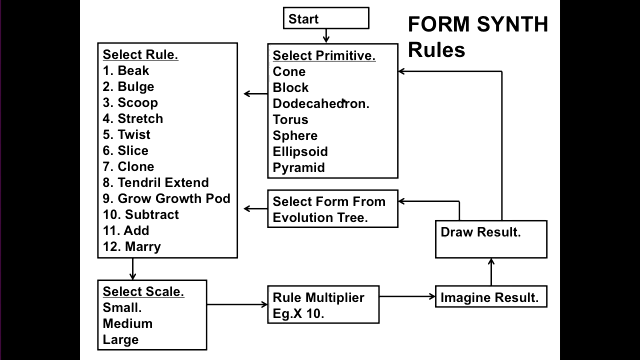 Start
FORM SYNTH
Rules
Select Primitive.
Cone
Block
Dodecahedron.
Torus
Sphere
Ellipsoid
Pyramid
Select Rule.
1. Beak
2. Bulge
3. Scoop
4. Stretch
5. Twist
6. Slice
7. Clone
8. Tendril Extend
9. Grow Growth Pod
10. Subtract
11. Add
12. Marry
Select Form From
Evolution Tree.
Draw Result.
Select Scale.
Small.
Medium
Large
Rule Multiplier
Eg.X 10.
Imagine Result.